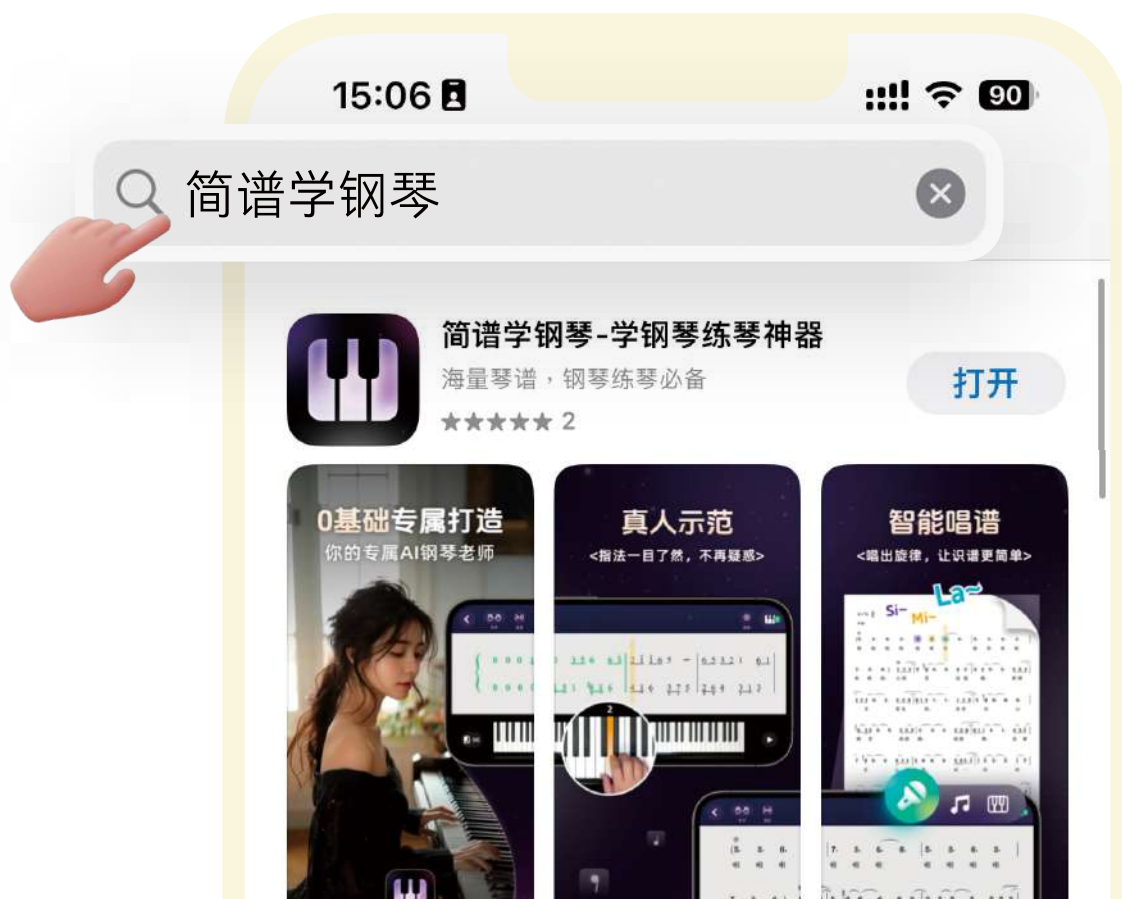 15:06
90
简谱学钢琴
简谱学钢琴-学钢琴练琴神器
海量琴谱，钢琴练琴必备
★★★★★ 2
打开
0基础专属打造
你的专属AI钢琴老师
真人示范
<指法一目了然，不再疑惑>
2
智能唱谱
<唱出旋律，让识谱更简单>
Si~
Mi~
La~